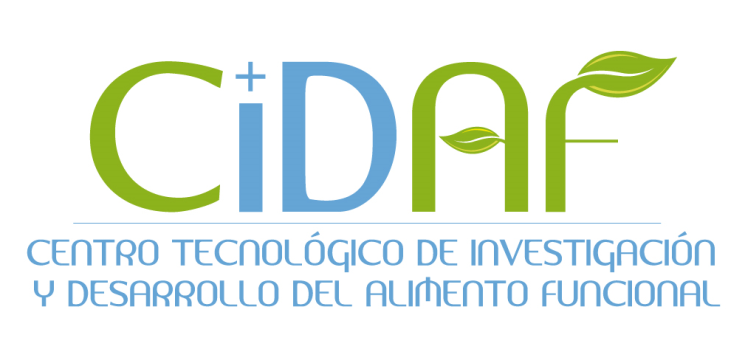 CiDAF
CENTRO TECNOLÓGICO DE INVESTIGACIÓN
Y DESARROLLO DEL ALIMENTO FUNCIONAL